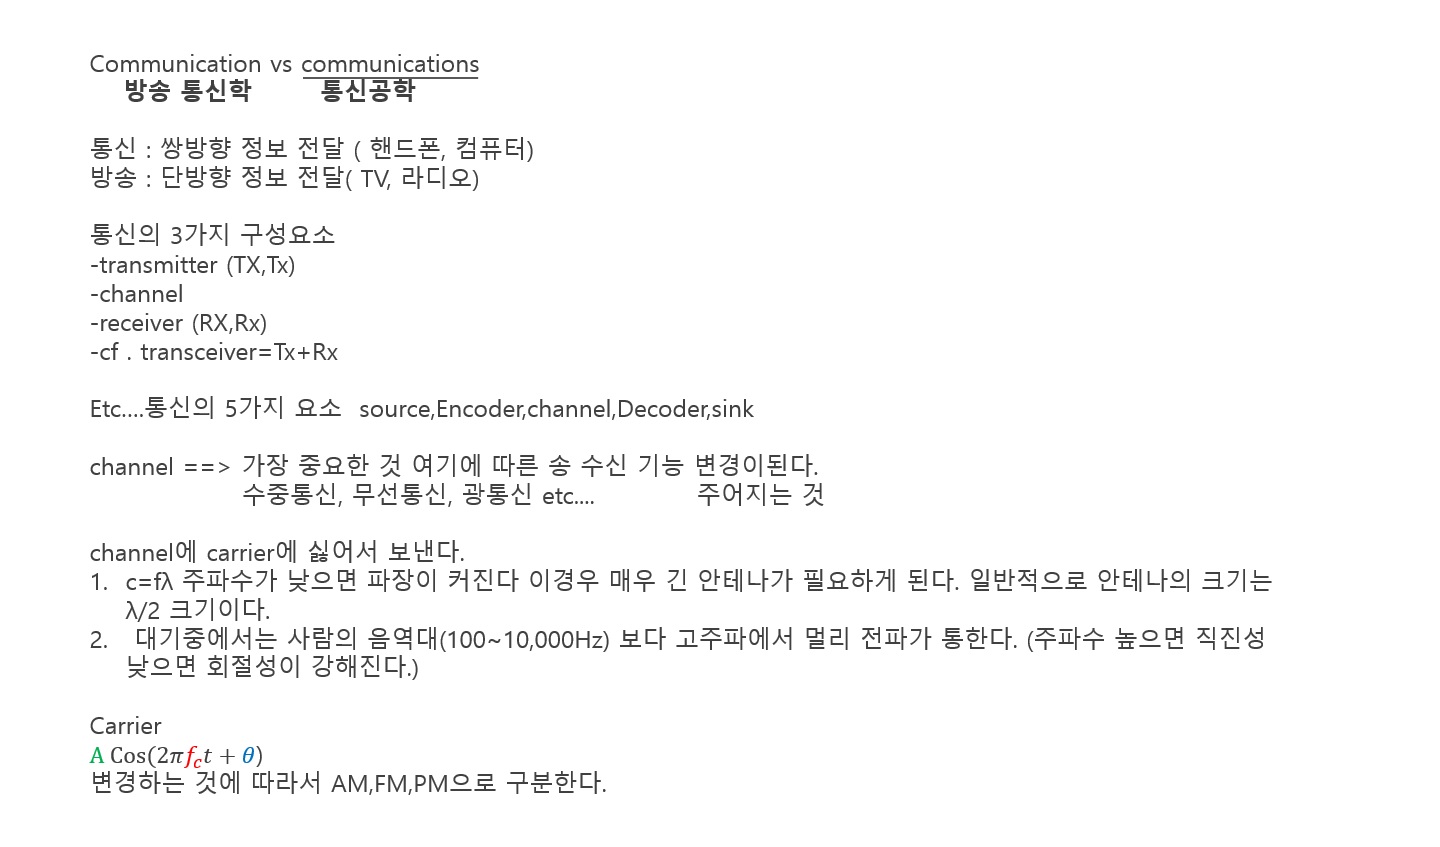 Communication vs communications
방송 통신학 통신공학
통신 : 쌍방향 정보 전달 ( 핸드폰, 컴퓨터)
방송 : 단방향 정보 전달( TV, 라디오)
통신의 3가지 구성요소
-transmitter (TX,Tx)
-channel
-receiver (RX,Rx)
-cf . transceiver=Tx+Rx
Etc....통신의 5가지 요소 source,Encoder,channel,Decoder,sink
channel ==> 가장 중요한 것 여기에 따른 송 수신 기능 변경이된다.
수중통신, 무선통신, 광통신 etc.... 주어지는 것
channel에 carrier에 싫어서 보낸다.
1. c=fλ 주파수가 낮으면 파장이 커진다 이경우 매우 긴 안테나가 필요하게 된다. 일반적으로 안테나의 크기는
λ/2 크기이다.
2. 대기중에서는 사람의 음역대(100~10,000Hz) 보다 고주파에서 멀리 전파가 통한다. (주파수 높으면 직진성
낮으면 회절성이 강해진다.)
Carrier
A Cos(2πf_c t + θ)
변경하는 것에 따라서 AM,FM,PM으로 구분한다.